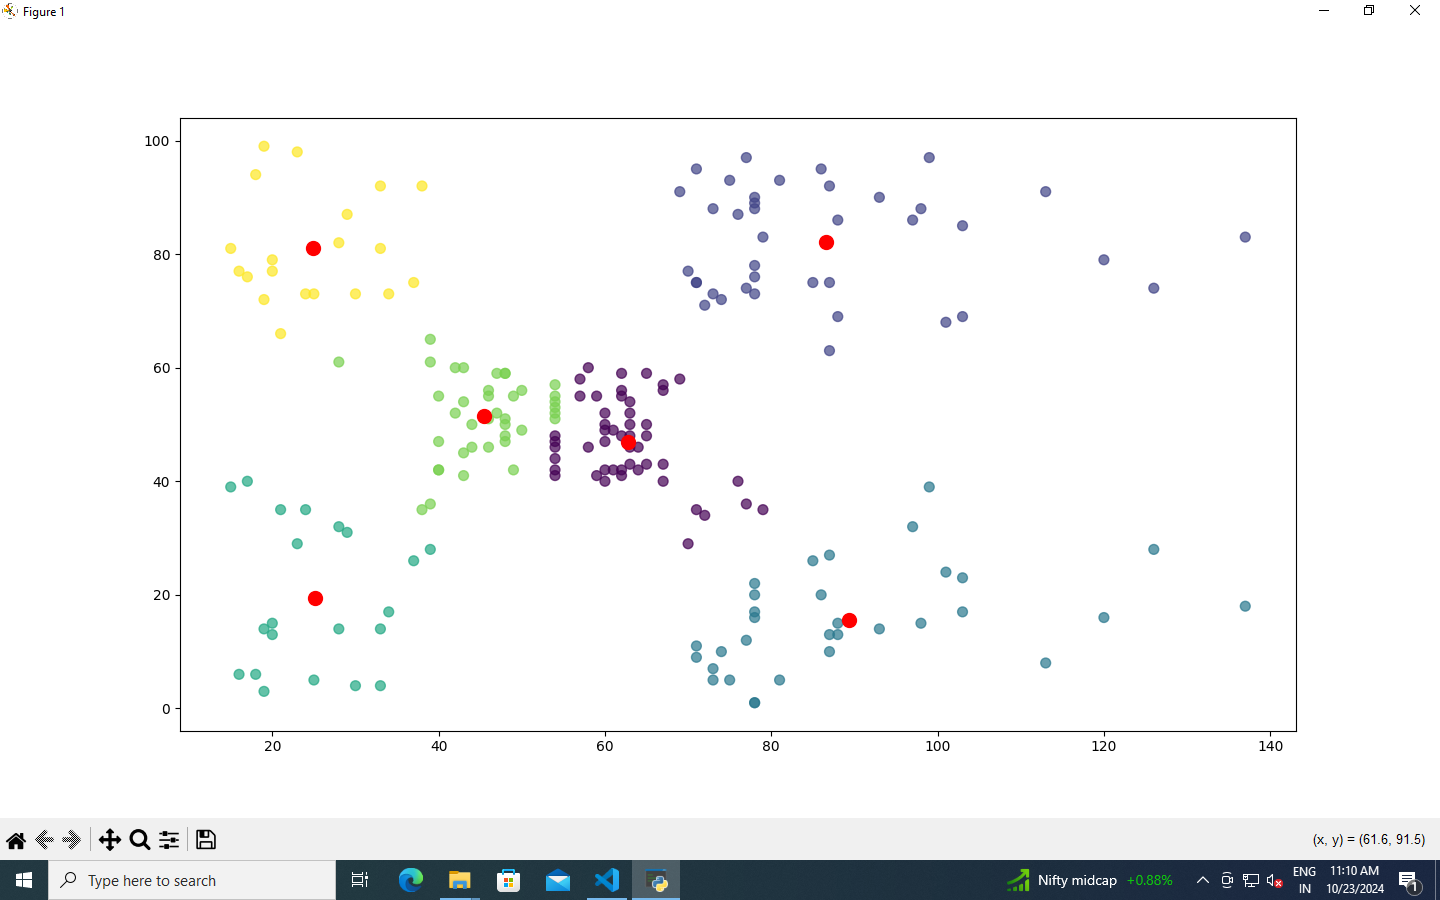 Figure 1
100
80
60
40
20
0
20 40 60 80 100 120 140
(x, y) = (61.6, 91.5)
Type here to search
Nifty midcap +0.88%
ENG
IN
11:10 AM
10/23/2024
1